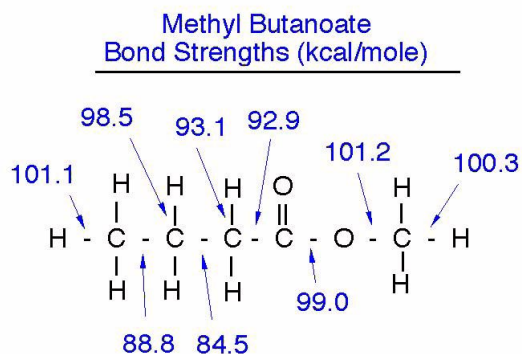 Methyl Butanoate
Bond Strengths (kcal/mole)
98.5 93.1 92.9 101.2 100.3
101.1 H H H O H
H - C - C - C - C - O - C - H
H H H H
99.0
88.8 84.5